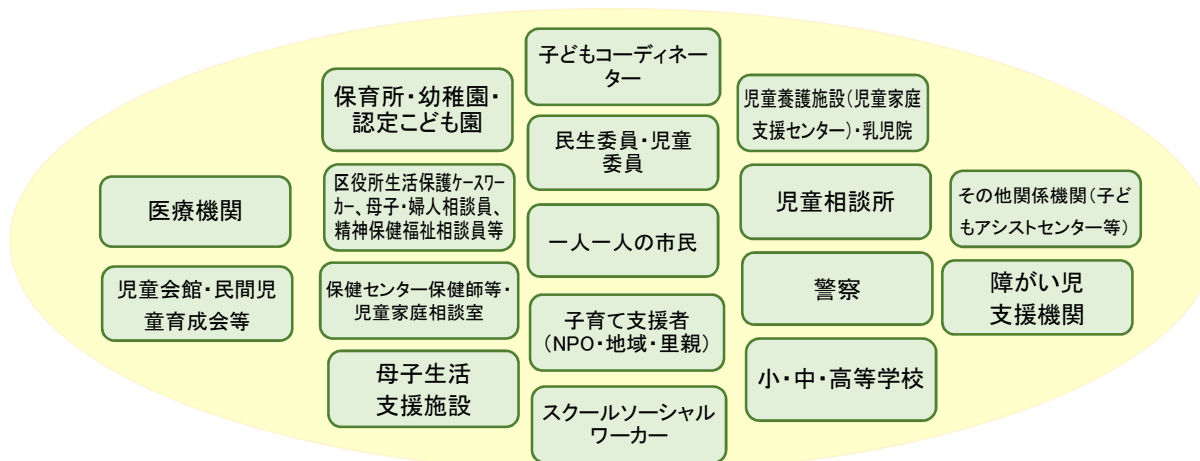 医療機関
児童会館・民間児
童育成会等
保育所・幼稚園・
認定こども園
区役所生活保護ケースワー
カー、母子・婦人相談員、
精神保健福祉相談員等
保健センター保健師等・
児童家庭相談室
母子生活
支援施設
子どもコーディネー
ター
民生委員・児童
委員
一人一人の市民
子育て支援者
(NPO・地域・里親)
スクールソーシャル
ワーカー
児童養護施設(児童家庭
支援センター)・乳児院
児童相談所
警察
小・中・高等学校
その他関係機関(子ど
もアシストセンター等)
障がい児
支援機関